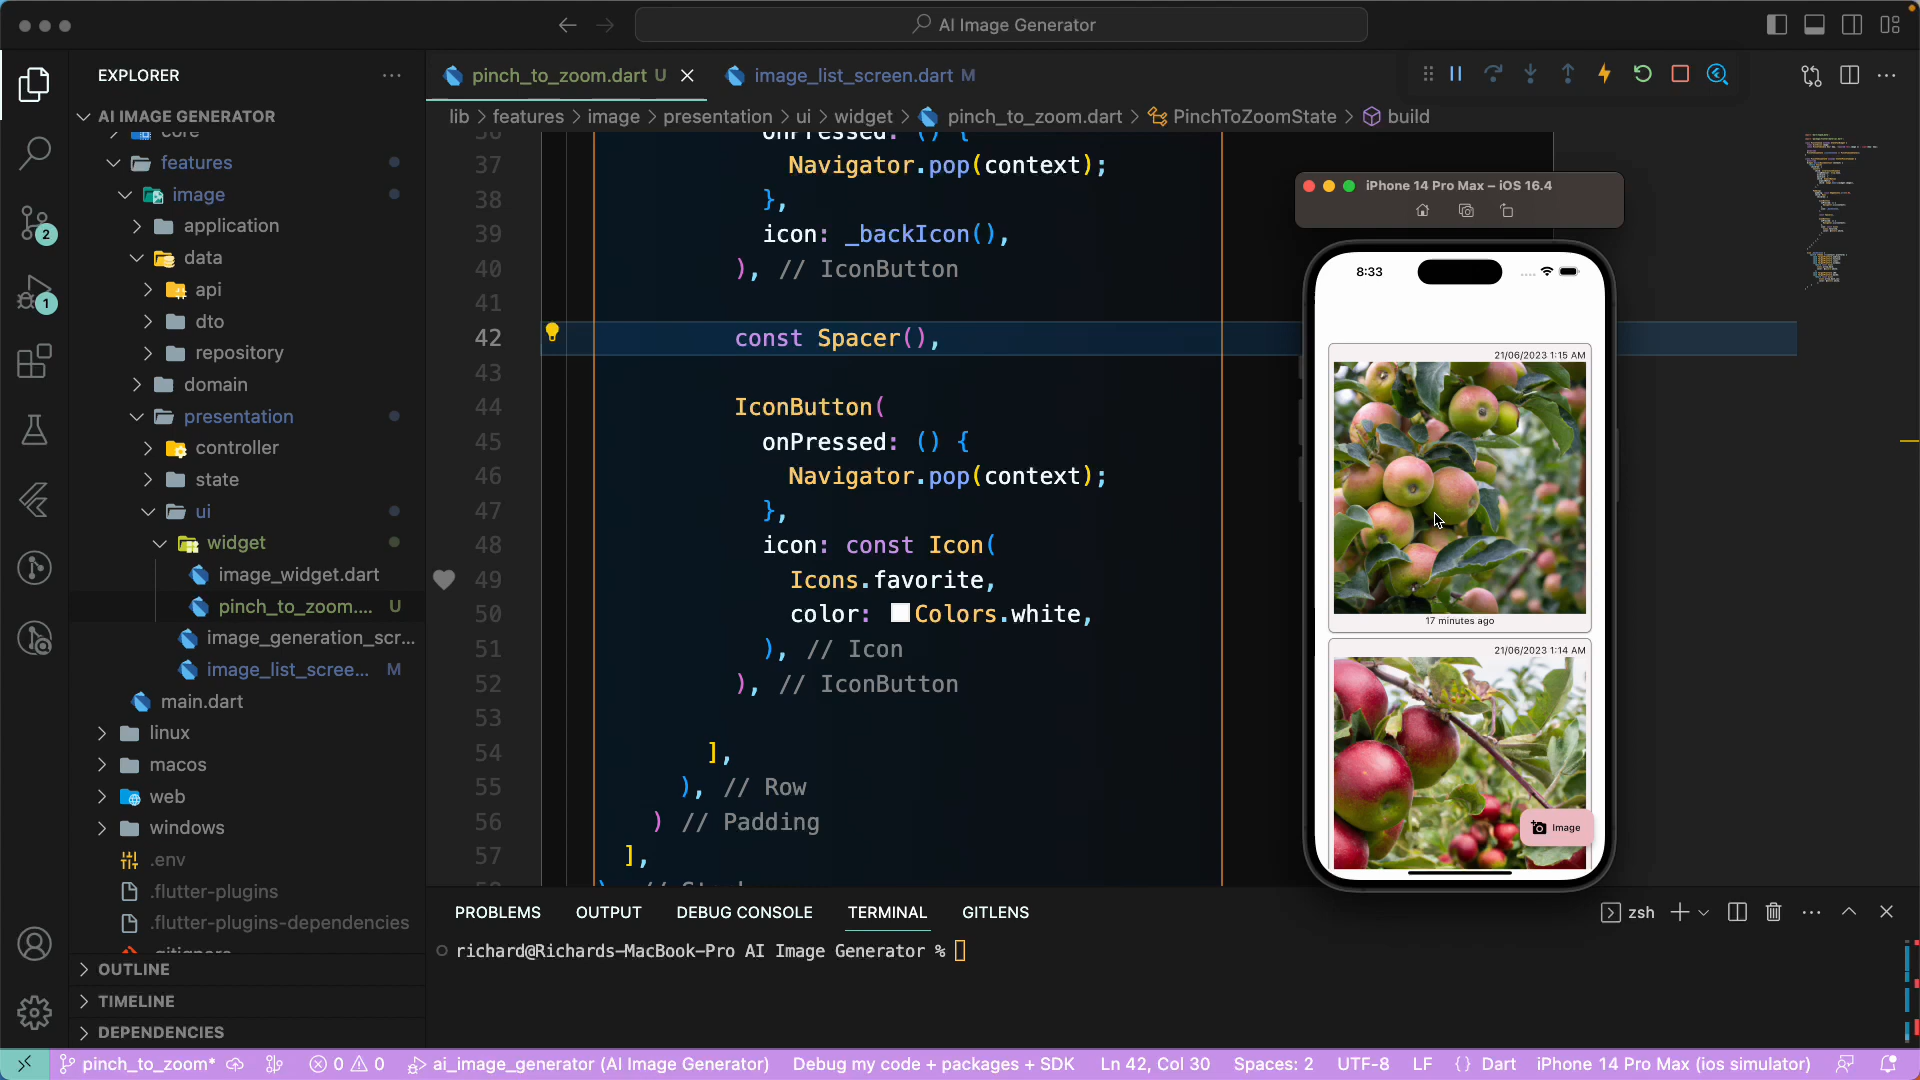 AI Image Generator
EXPLORER
AI IMAGE GENERATOR
core
features
image
application
data
api
dto
repository
domain
presentation
controller
state
ui
widget
image_widget.dart
pinch_to_zoom.... U
image_generation_scr...
image_list_scree... M
main.dart
linux
macos
web
windows
.env
.flutter-plugins
.flutter-plugins-dependencies
.gitignore
OUTLINE
TIMELINE
DEPENDENCIES
pinch_to_zoom.dart U
image_list_screen.dart M
lib > features > image > presentation > ui > widget > pinch_to_zoom.dart > PinchToZoomState > build
36 onPressed: () {
37 Navigator.pop(context);
38 },
39 icon: _backIcon(),
40 ), // IconButton
41
42 const Spacer(),
43
44 IconButton(
45 onPressed: () {
46 Navigator.pop(context);
47 },
48 icon: const Icon(
49 Icons.favorite,
50 color: Colors.white,
51 ), // Icon
52 ), // IconButton
53
54 ],
55 ), // Row
56 ) // Padding
57 ],
iPhone 14 Pro Max – iOS 16.4
8:33
21/06/2023 1:15 AM
17 minutes ago
21/06/2023 1:14 AM
Image
PROBLEMS OUTPUT DEBUG CONSOLE TERMINAL GITLENS
zsh
richard@Richards-MacBook-Pro AI Image Generator %
2
1
pinch_to_zoom* 0 0 ai_image_generator (AI Image Generator) Debug my code + packages + SDK Ln 42, Col 30 Spaces: 2 UTF-8 LF {} Dart iPhone 14 Pro Max (ios simulator)